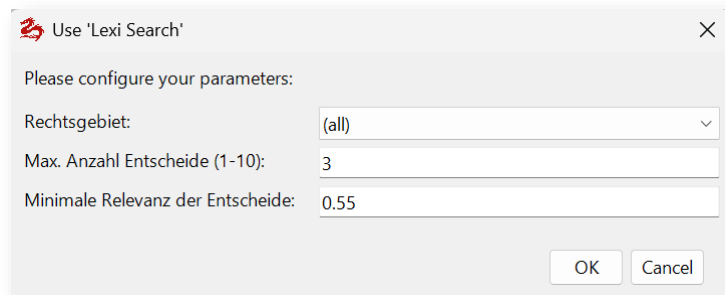 Use 'Lexi Search'
Please configure your parameters:
Rechtsgebiet: (all)
Max. Anzahl Entscheide (1-10): 3
Minimale Relevanz der Entscheide: 0.55
OK Cancel